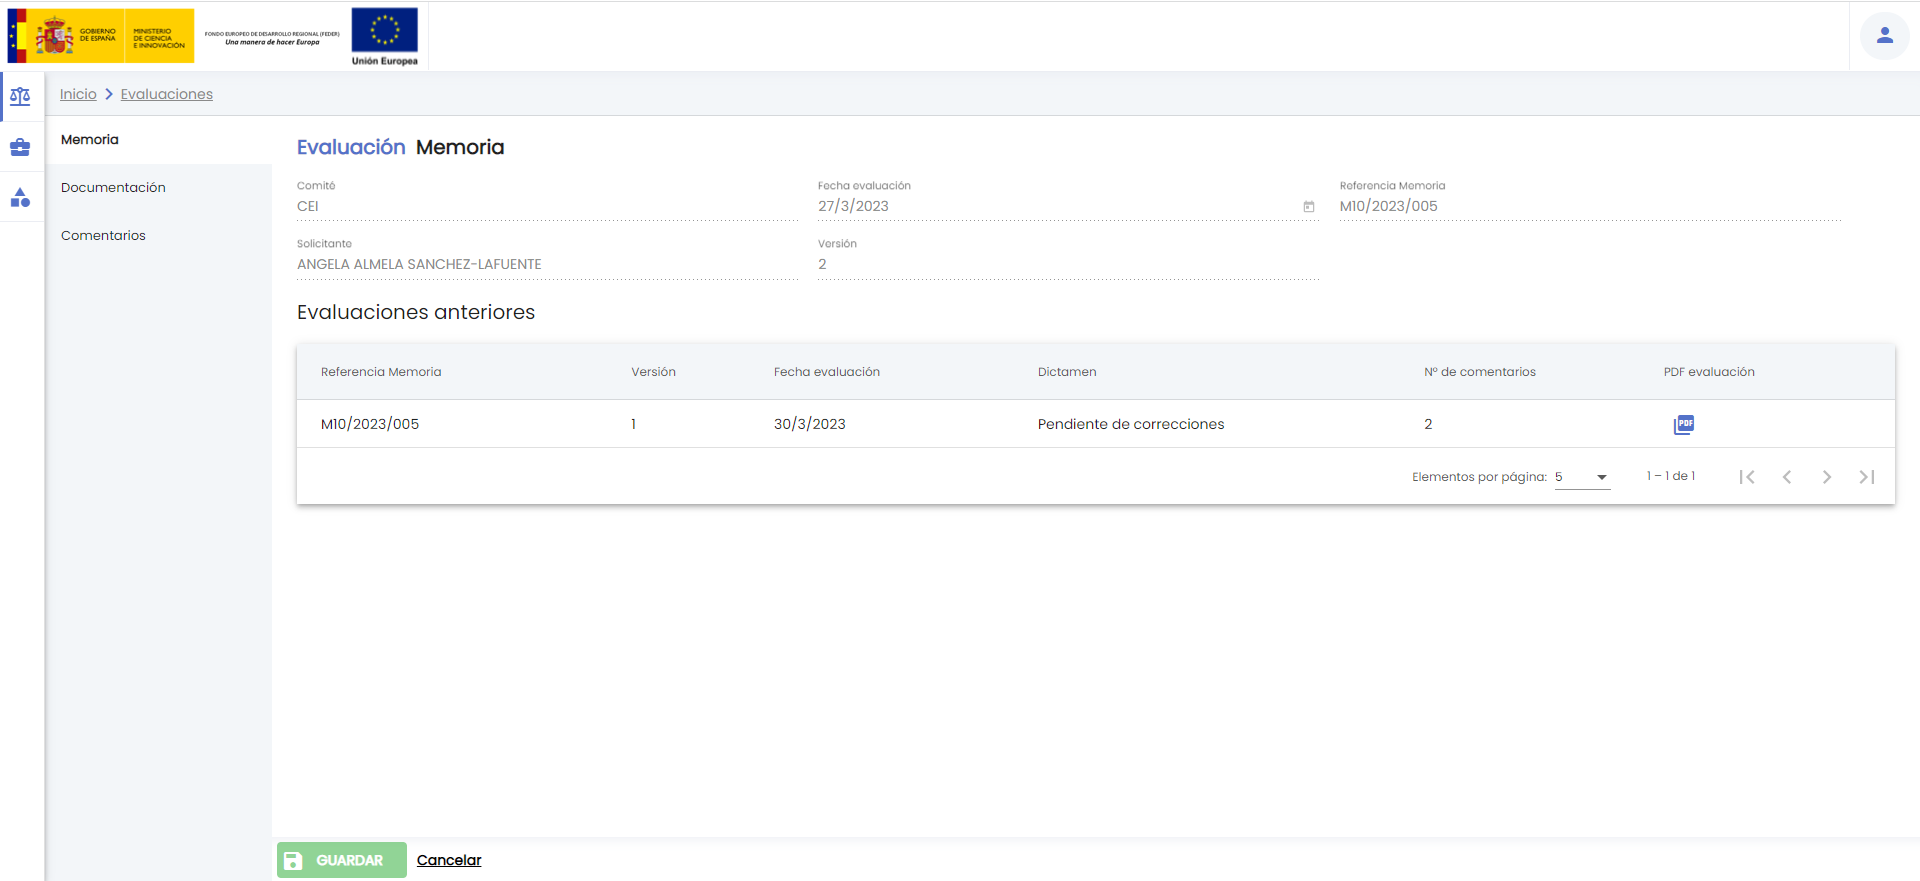 GOBIERNO
DE ESPAÑA
MINISTERIO
DE CIENCIA
E INNOVACIÓN
FONDO EUROPEO DE DESARROLLO REGIONAL (FEDER)
Una manera de hacer Europa
Unión Europea
Inicio
Evaluaciones
Memoria
Documentación
Comentarios
Evaluación Memoria
Comité
CEI
Fecha evaluación
27/3/2023
Referencia Memoria
M10/2023/005
Solicitante
ANGELA ALMELA SANCHEZ-LAFUENTE
Versión
2
Evaluaciones anteriores
Referencia Memoria Versión Fecha evaluación Dictamen Nº de comentarios PDF evaluación
M10/2023/005 1 30/3/2023 Pendiente de correcciones 2 PDF
Elementos por página: 5 1 – 1 de 1
GUARDAR Cancelar